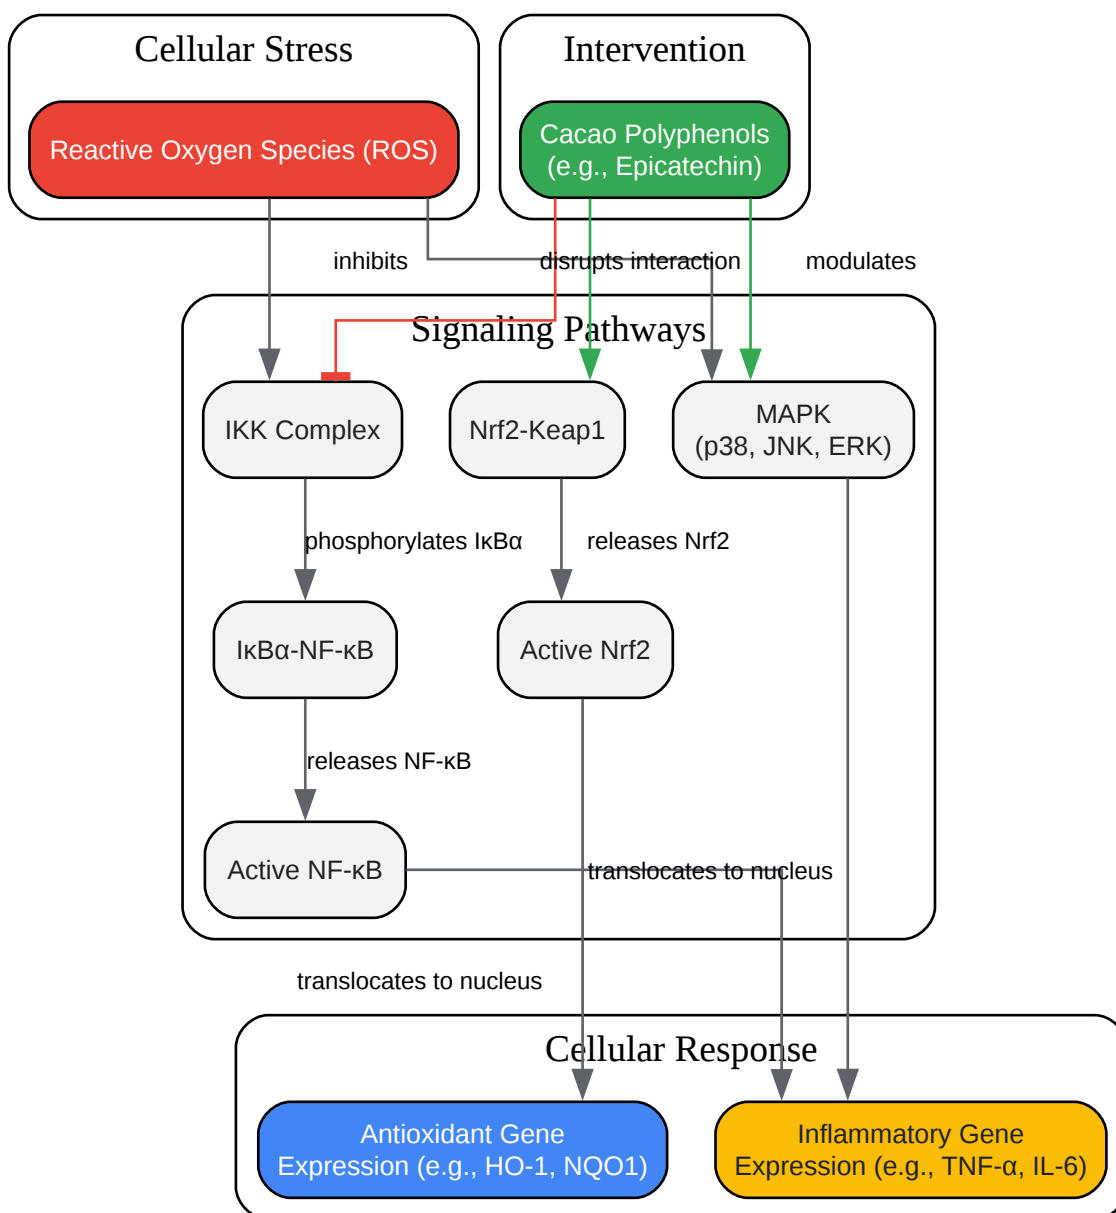 Cellular Stress
Intervention
Reactive Oxygen Species (ROS)
Cacao Polyphenols
(e.g., Epicatechin)
inhibits
disrupts interaction
modulates
Signaling Pathways
IKK Complex
Nrf2-Keap1
MAPK
(p38, JNK, ERK)
phosphorylates IκBα
releases Nrf2
IκBα-NF-κB
Active Nrf2
releases NF-κB
Active NF-κB
translocates to nucleus
translocates to nucleus
Cellular Response
Antioxidant Gene
Expression (e.g., HO-1, NQO1)
Inflammatory Gene
Expression (e.g., TNF-α, IL-6)